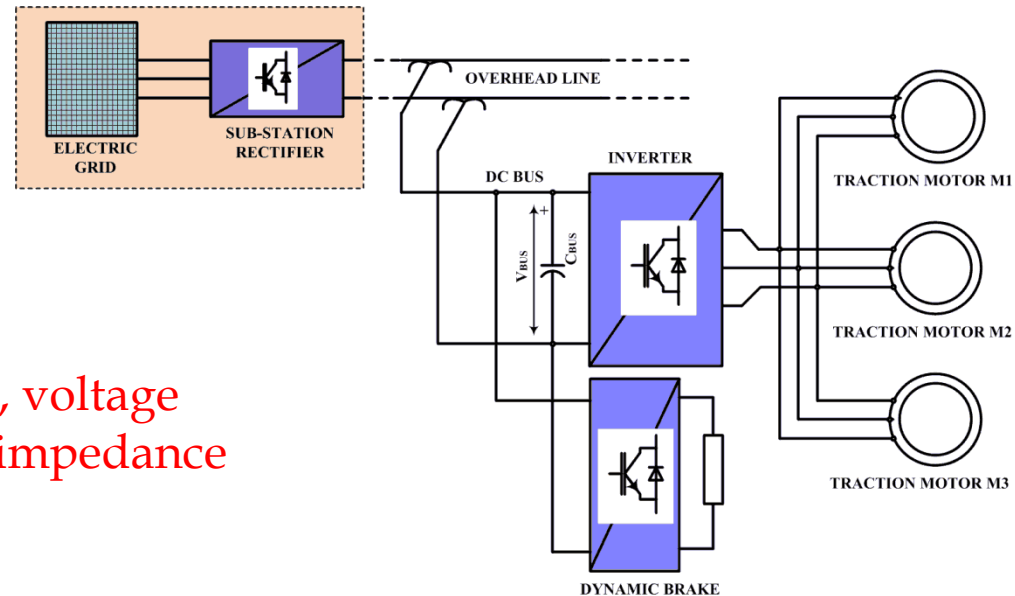 ELECTRIC
GRID
SUB-STATION
RECTIFIER
OVERHEAD LINE
DC BUS
INVERTER
+
VBUS
CBUS
TRACTION MOTOR M1
TRACTION MOTOR M2
TRACTION MOTOR M3
, voltage
impedance
DYNAMIC BRAKE